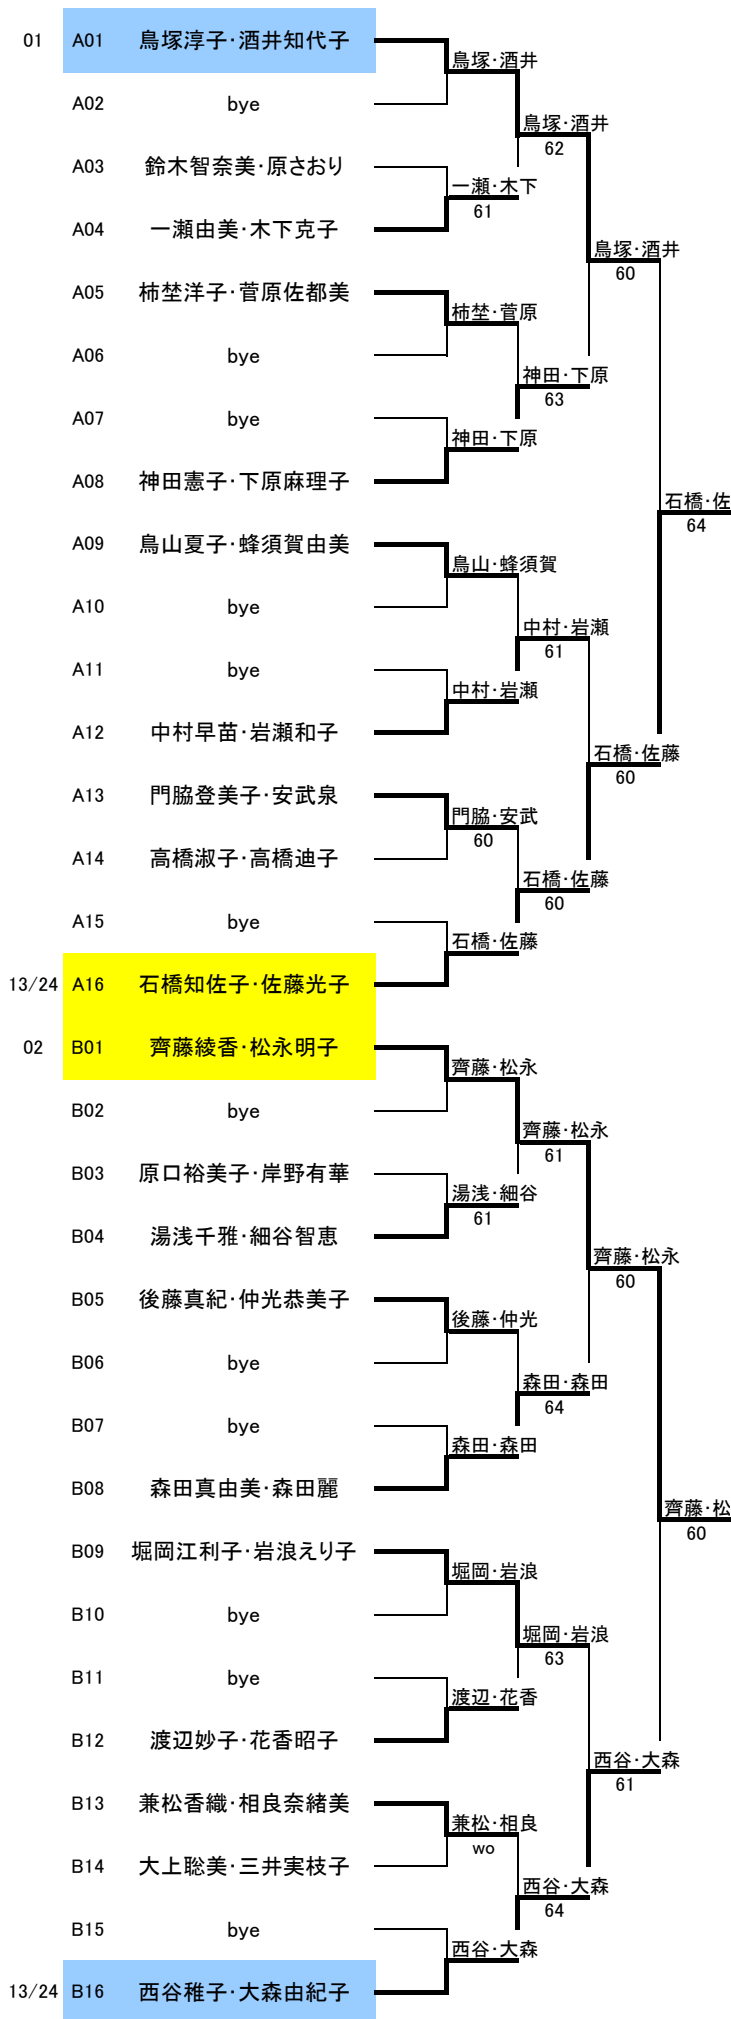 01 A01 鳥塚淳子・酒井知代子
鳥塚・酒井
A02 bye
鳥塚・酒井
62
A03 鈴木智奈美・原さおり
一瀬・木下
61
A04 一瀬由美・木下克子
鳥塚・酒井
60
A05 柿埜洋子・菅原佐都美
柿埜・菅原
A06 bye
神田・下原
63
A07 bye
神田・下原
A08 神田憲子・下原麻理子
石橋・佐
64
A09 鳥山夏子・蜂須賀由美
鳥山・蜂須賀
A10 bye
中村・岩瀬
61
A11 bye
中村・岩瀬
A12 中村早苗・岩瀬和子
石橋・佐藤
60
A13 門脇登美子・安武泉
門脇・安武
60
A14 高橋淑子・高橋迪子
石橋・佐藤
60
A15 bye
石橋・佐藤
13/24 A16 石橋知佐子・佐藤光子
02 B01 齊藤綾香・松永明子
齊藤・松永
B02 bye
齊藤・松永
61
B03 原口裕美子・岸野有華
湯浅・細谷
61
B04 湯浅千雅・細谷智恵
齊藤・松永
60
B05 後藤真紀・仲光恭美子
後藤・仲光
B06 bye
森田・森田
64
B07 bye
森田・森田
B08 森田真由美・森田麗
齊藤・松
60
B09 堀岡江利子・岩浪えり子
堀岡・岩浪
B10 bye
堀岡・岩浪
63
B11 bye
渡辺・花香
B12 渡辺妙子・花香昭子
西谷・大森
61
B13 兼松香織・相良奈緒美
兼松・相良
wo
B14 大上聡美・三井実枝子
西谷・大森
64
B15 bye
西谷・大森
13/24 B16 西谷稚子・大森由紀子